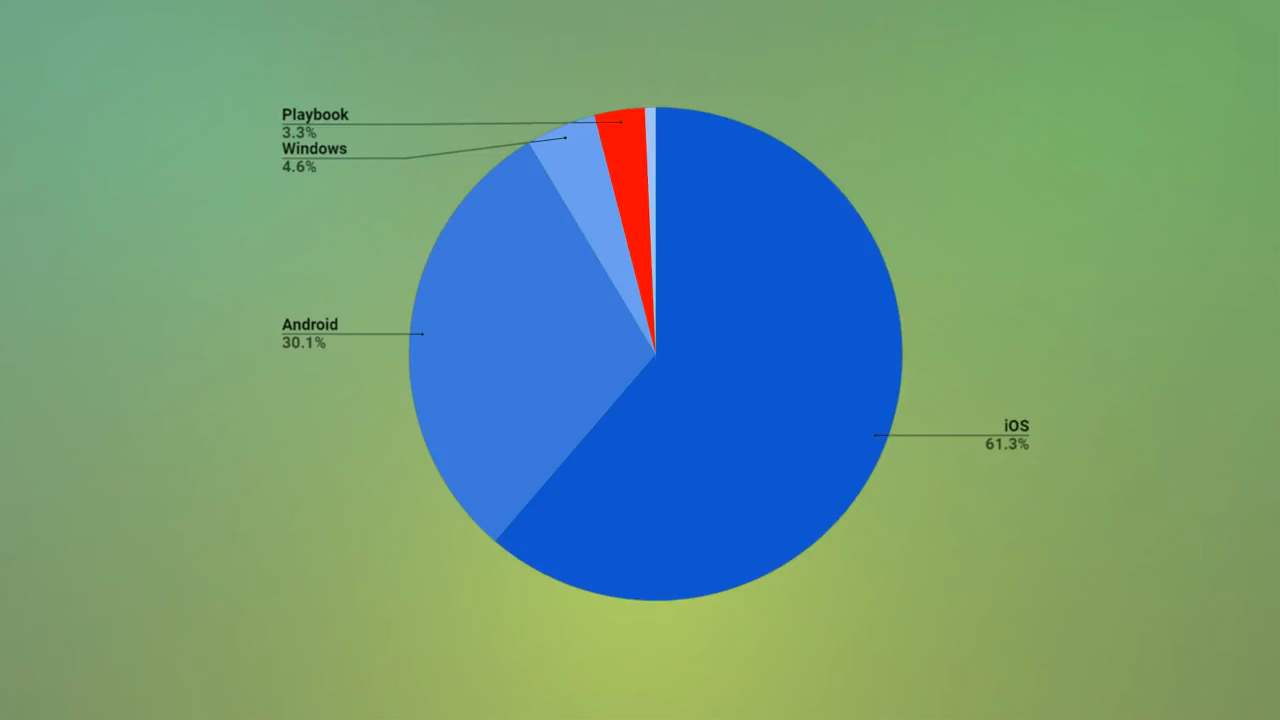 Playbook
3.3%
Windows
4.6%
Android
30.1%
iOS
61.3%